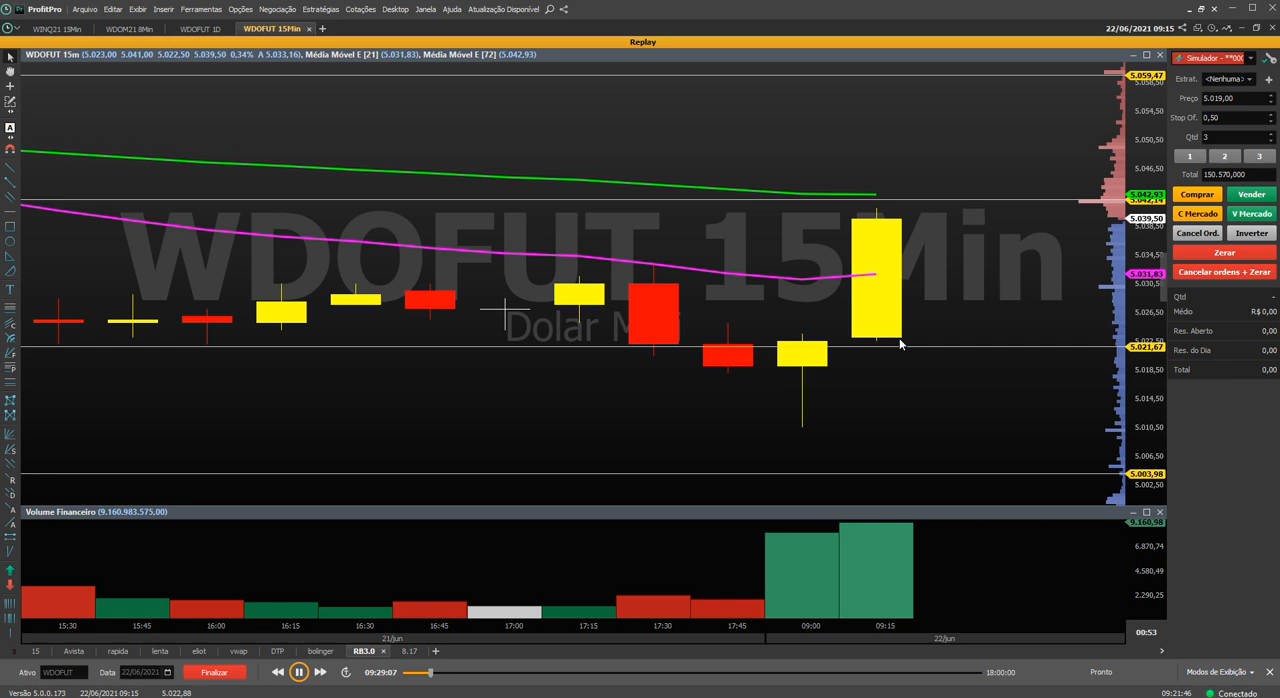 ProfitPro Arquivo Editar Exibir Inserir Ferramentas Opções Negociação Estratégias Cotações Desktop Janela Ajuda Atualização Disponível
WINQ21 15Min WDOM21 8Min WDOFUT 1D WDOFUT 15Min
22/06/2021 09:15
Replay
WDOFUT 15m (5.023,00 5.041,00 5.022,50 5.039,50 0,34% A 5.033,16), Média Móvel E [21] (5.031,83), Média Móvel E [72] (5.042,93)
WDOFUT 15Min
5.059,47
5.054,50
5.050,50
5.046,50
5.042,93
5.042,14
5.039,50
5.038,50
5.034,50
5.031,83
5.030,50
5.026,50
5.021,67
5.018,50
5.014,50
5.010,50
5.006,50
5.003,98
5.002,50
Simulador - **000
Estrat. <Nenhuma>
Preço 5.019,00
Stop Of. 0,50
Qtd 3
1 2 3
Total 150.570,000
Comprar Vender
C Mercado V Mercado
Cancel Ord. Inverter
Zerar
Cancelar ordens + Zerar
Qtd -
Médio R$ 0,00
Res. Aberto 0,00
Res. do Dia 0,00
Total 0,00
Volume Financeiro (9.160.983.575,00)
9.160,98
6.870,74
4.580,49
2.290,25
15:30 15:45 16:00 16:15 16:30 16:45 17:00 17:15 17:30 17:45 09:00 09:15
00:53
21/jun 22/jun
15 Avista rapida lenta eliot vwap DTP bolinger RB3.0 8.17
Ativo WDOFUT Data 22/06/2021 Finalizar 09:29:07 18:00:00 Pronto Modos de Exibição
Versão 5.0.0.173 22/06/2021 09:15 5.022,88 09:21:46 Conectado